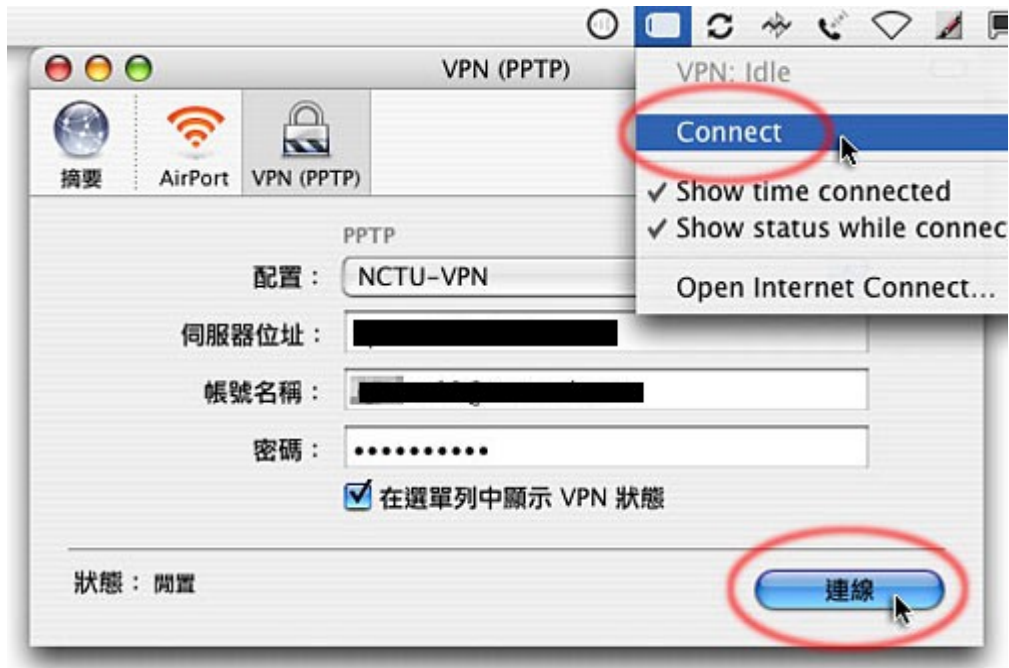 VPN (PPTP)
VPN: Idle
Connect
摘要
AirPort
VPN (PPTP)
Show time connected
Show status while connec
Open Internet Connect...
PPTP
配置：
NCTU-VPN
伺服器位址：
帳號名稱：
密碼：
••••••••••
在選單列中顯示 VPN 狀態
狀態：閒置
連線